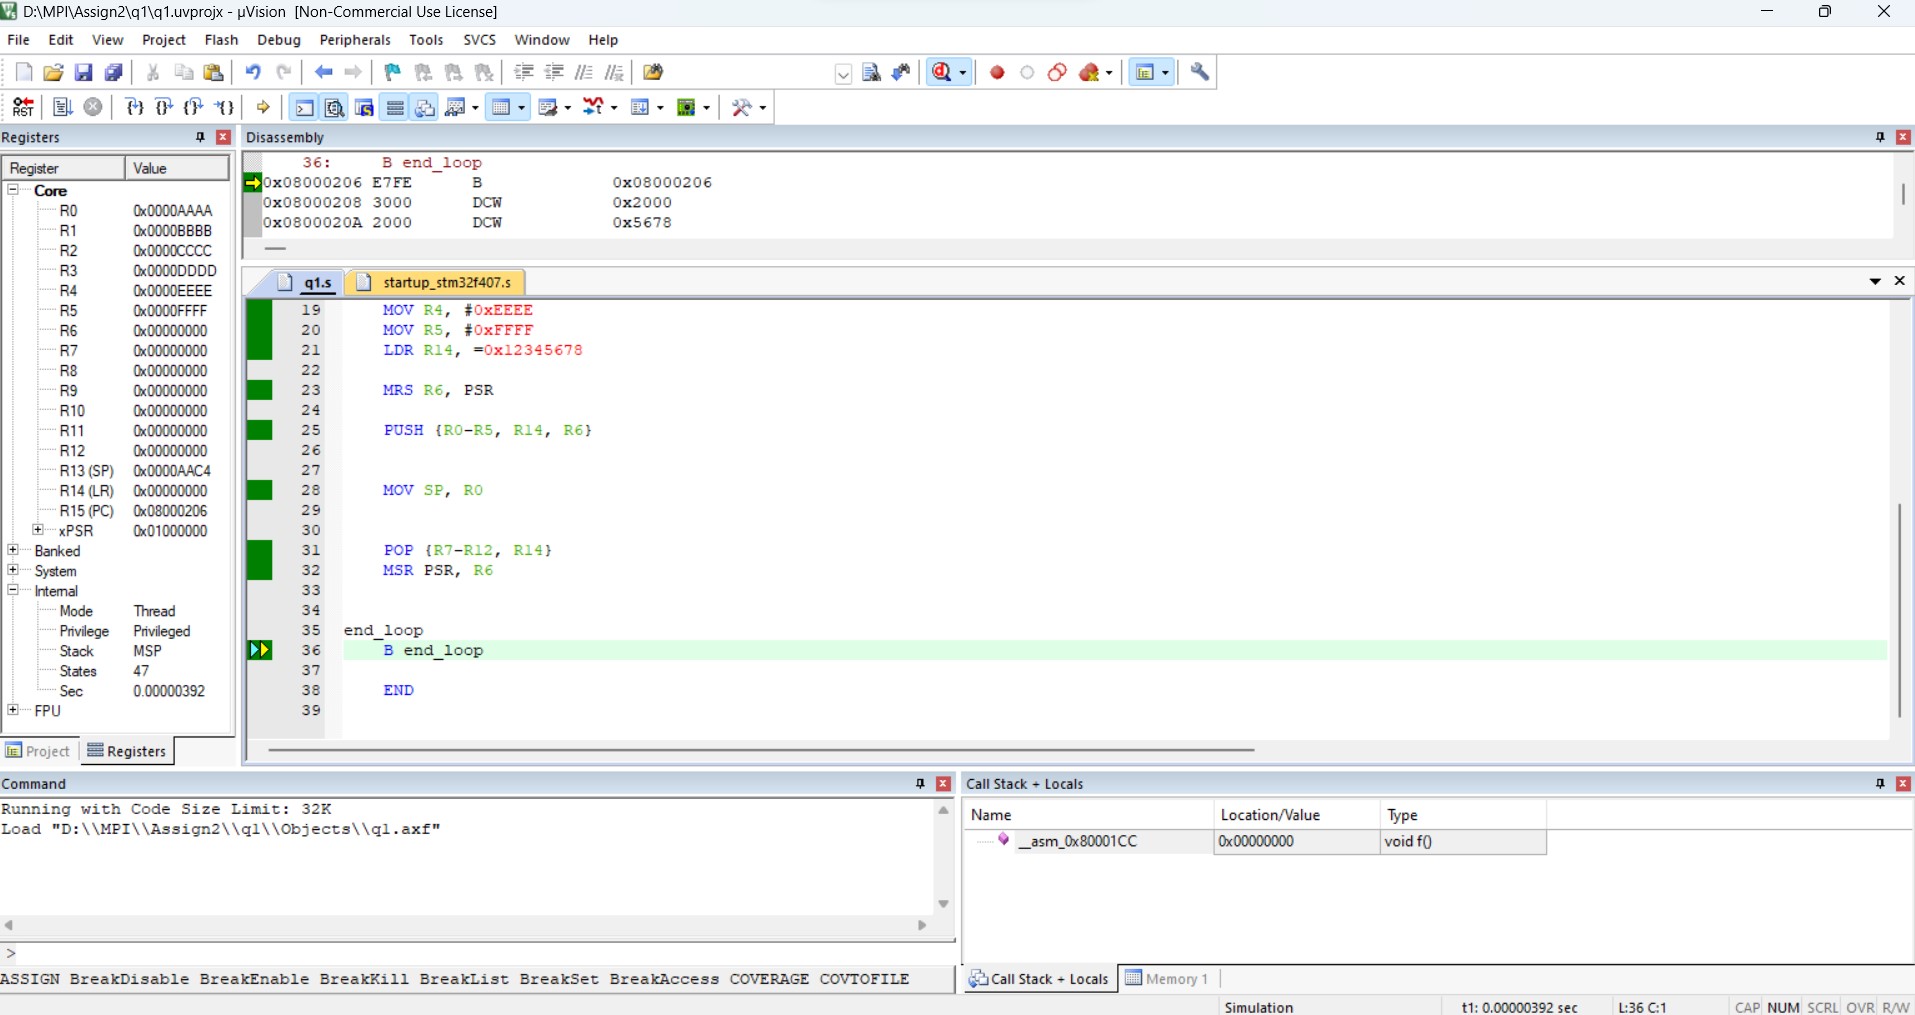 D:\MPI\Assign2\q1\q1.uvprojx - µVision [Non-Commercial Use License]
File Edit View Project Flash Debug Peripherals Tools SVCS Window Help
RST
Registers
Register Value
Core
R0 0x0000AAAA
R1 0x0000BBBB
R2 0x0000CCCC
R3 0x0000DDDD
R4 0x0000EEEE
R5 0x0000FFFF
R6 0x00000000
R7 0x00000000
R8 0x00000000
R9 0x00000000
R10 0x00000000
R11 0x00000000
R12 0x00000000
R13 (SP) 0x0000AAC4
R14 (LR) 0x00000000
R15 (PC) 0x08000206
xPSR 0x01000000
Banked
System
Internal
Mode Thread
Privilege Privileged
Stack MSP
States 47
Sec 0.00000392
FPU
Project Registers
Disassembly
36: B end_loop
0x08000206 E7FE B 0x08000206
0x08000208 3000 DCW 0x2000
0x0800020A 2000 DCW 0x5678
q1.s startup_stm32f407.s
19 MOV R4, #0xEEEE
20 MOV R5, #0xFFFF
21 LDR R14, =0x12345678
22
23 MRS R6, PSR
24
25 PUSH {R0-R5, R14, R6}
26
27
28 MOV SP, R0
29
30
31 POP {R7-R12, R14}
32 MSR PSR, R6
33
34
35 end_loop
36 B end_loop
37
38 END
39
Command
Running with Code Size Limit: 32K
Load "D:\\MPI\\Assign2\\q1\\Objects\\q1.axf"
>
ASSIGN BreakDisable BreakEnable BreakKill BreakList BreakSet BreakAccess COVERAGE COVTOFILE
Call Stack + Locals
Name Location/Value Type
__asm_0x80001CC 0x00000000 void f()
Call Stack + Locals Memory 1
Simulation t1: 0.00000392 sec L:36 C:1 CAP NUM SCRL OVR R/W